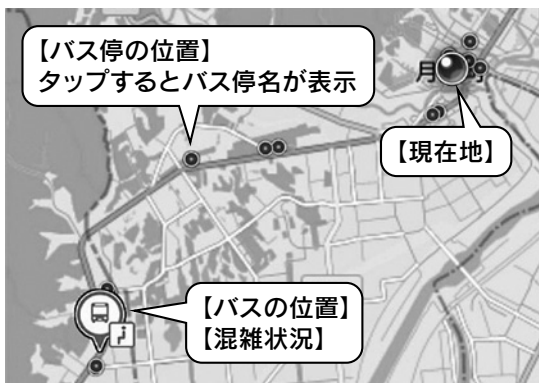 【バス停の位置】
タップするとバス停名が表示
月
【現在地】
【バスの位置】
【混雑状況】